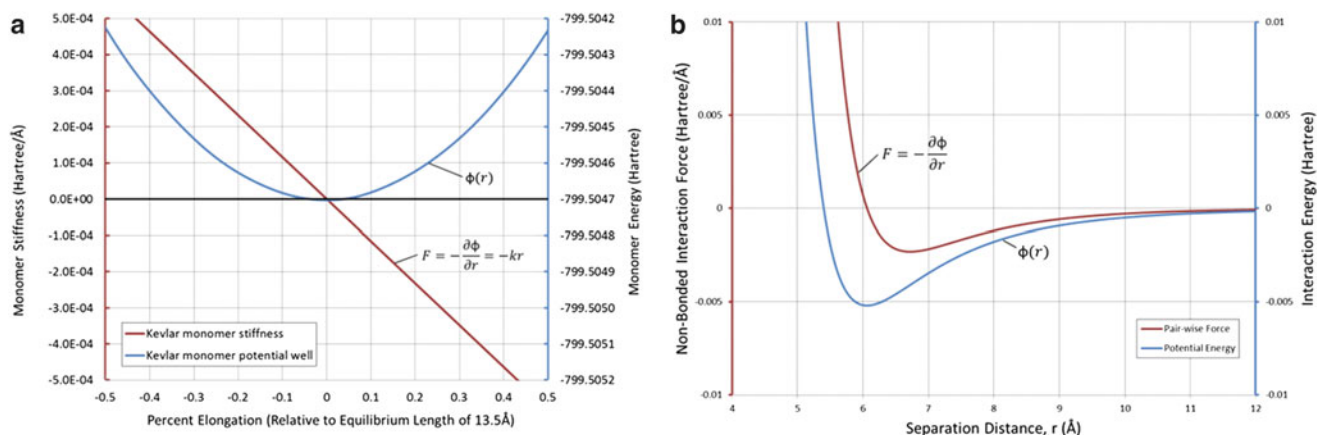 a
Monomer Stiffness (Hartree/Å)
5.0E-04
4.0E-04
3.0E-04
2.0E-04
1.0E-04
0.0E+00
-1.0E-04
-2.0E-04
-3.0E-04
-4.0E-04
-5.0E-04
-0.5 -0.4 -0.3 -0.2 -0.1 0 0.1 0.2 0.3 0.4 0.5
Percent Elongation (Relative to Equilibrium Length of 13.5Å)
ϕ(r)
F = −∂ϕ/∂r = −kr
Kevlar monomer stiffness
Kevlar monomer potential well
-799.5042
-799.5043
-799.5044
-799.5045
-799.5046
-799.5047
-799.5048
-799.5049
-799.5050
-799.5051
-799.5052
Monomer Energy (Hartree)
b
Non-Bonded Interaction Force (Hartree/Å)
0.01
0.005
0
-0.005
-0.01
4 5 6 7 8 9 10 11 12
Separation Distance, r (Å)
F = −∂ϕ/∂r
ϕ(r)
Pair-wise Force
Potential Energy
0.01
0.005
0
-0.005
-0.01
Interaction Energy (Hartree)